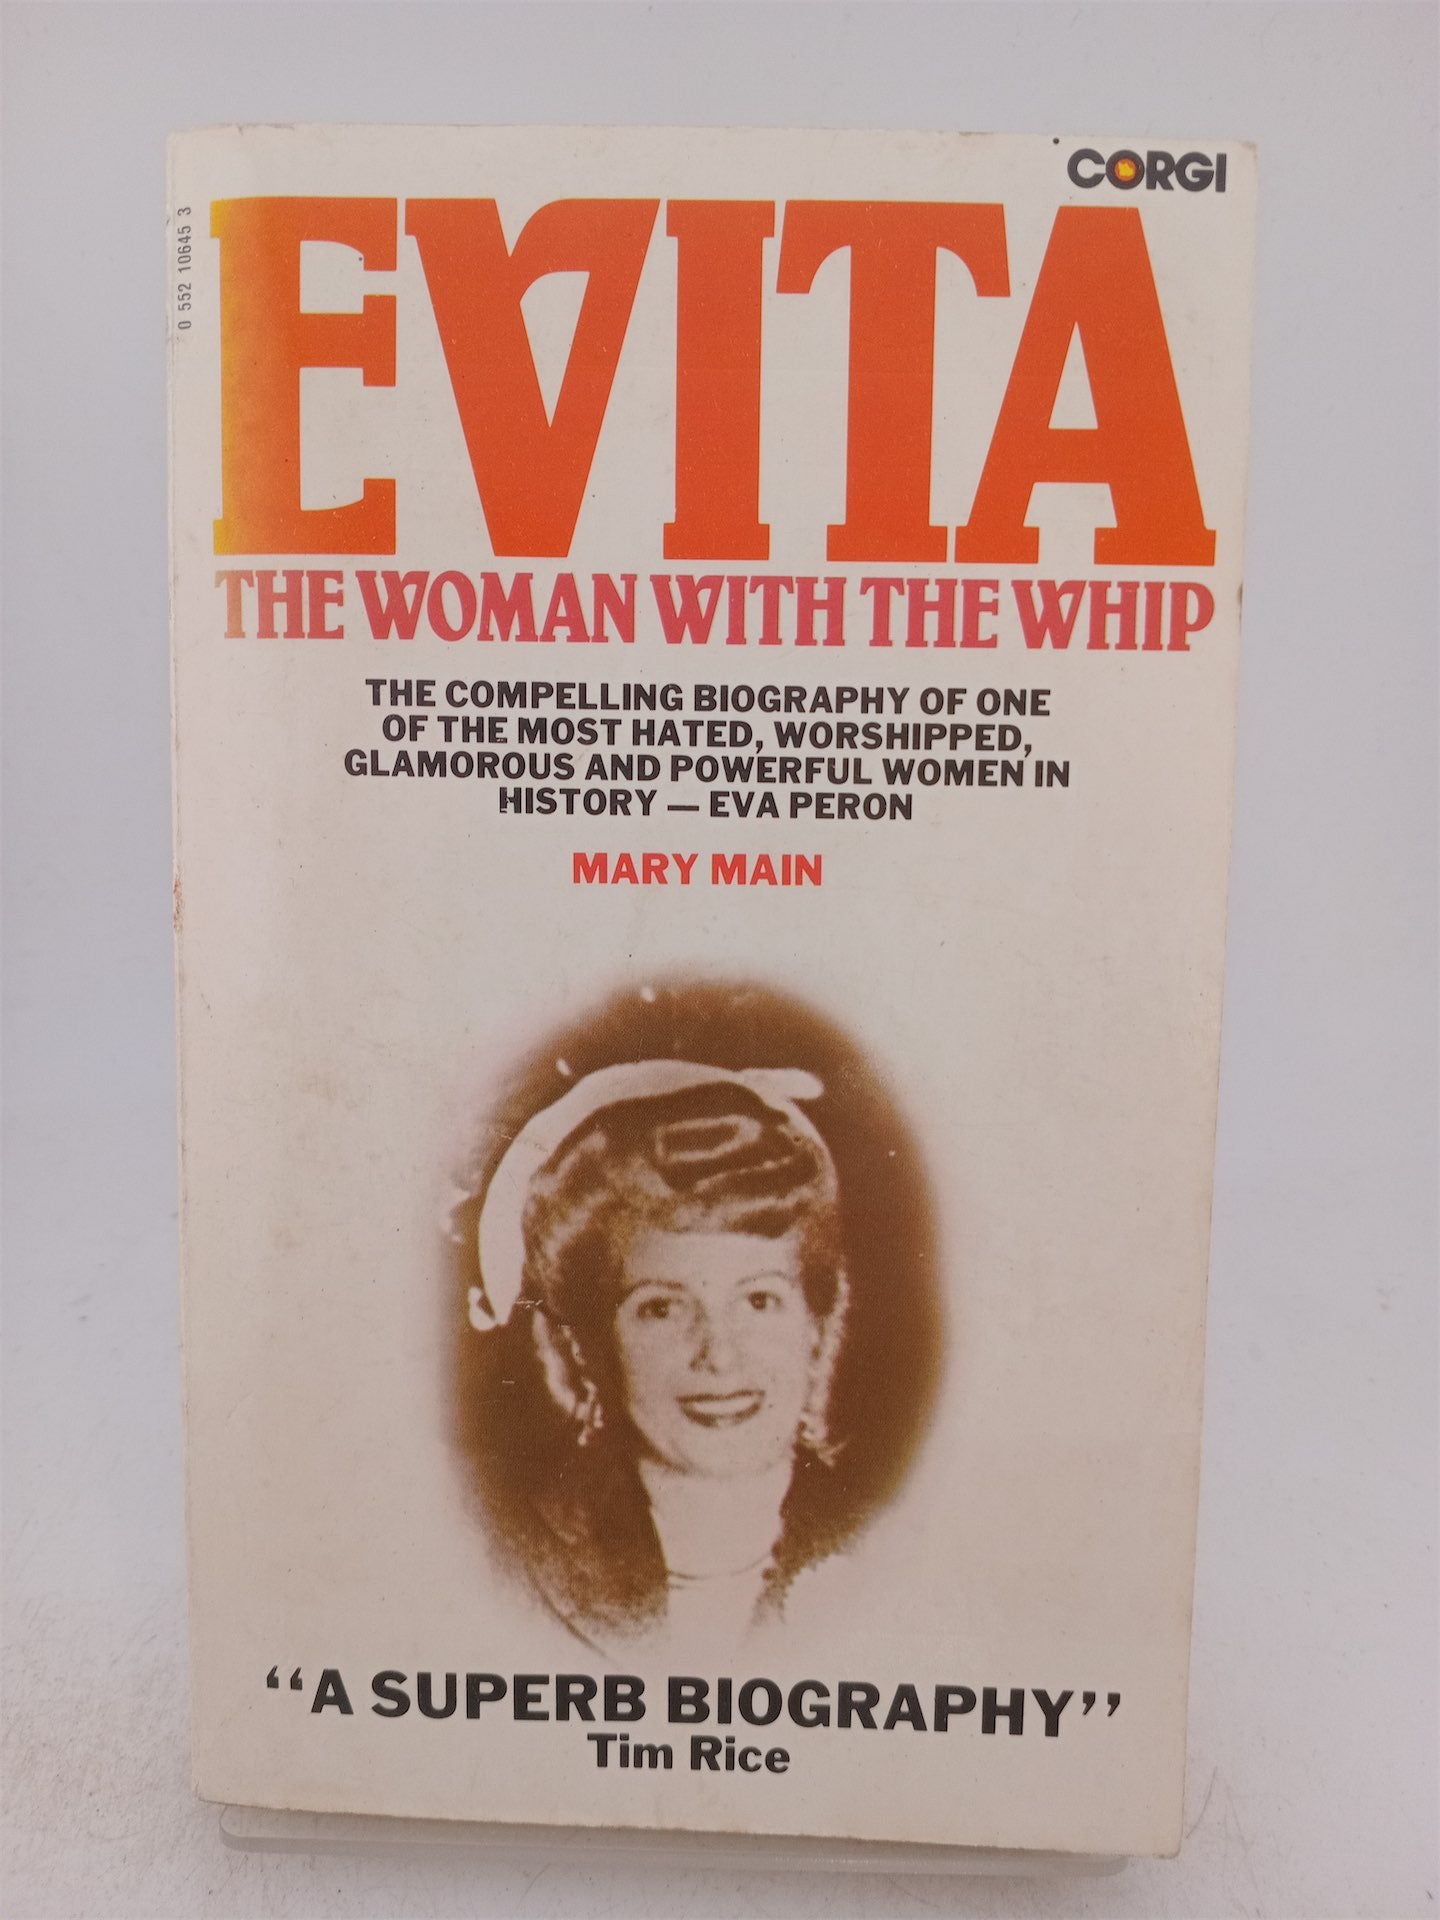 CORGI
0 552 10645 3
EVITA
THE WOMAN WITH THE WHIP
THE COMPELLING BIOGRAPHY OF ONE
OF THE MOST HATED, WORSHIPPED,
GLAMOROUS AND POWERFUL WOMEN IN
HISTORY — EVA PERON
MARY MAIN
“A SUPERB BIOGRAPHY”
Tim Rice